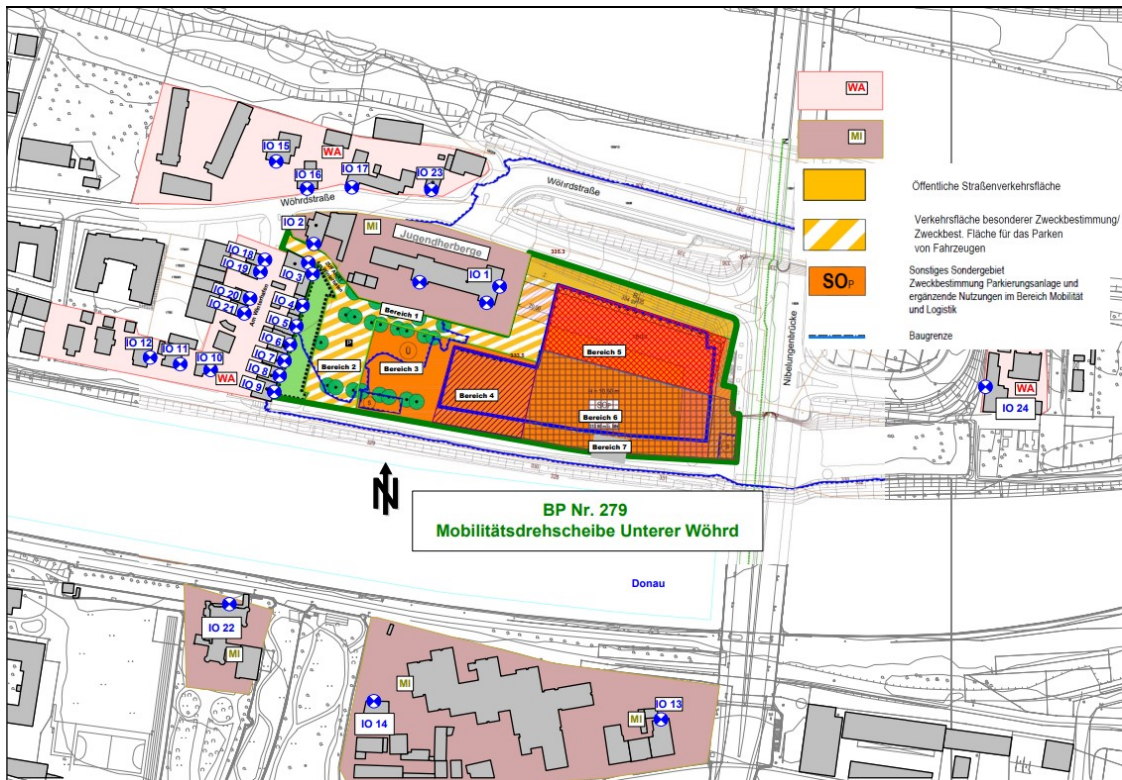 WA
MI
Öffentliche Straßenverkehrsfläche
Verkehrsfläche besonderer Zweckbestimmung/
Zweckbest. Fläche für das Parken
von Fahrzeugen
SOP
Sonstiges Sondergebiet
Zweckbestimmung Parkierungsanlage und
ergänzende Nutzungen im Bereich Mobilität
und Logistik
Baugrenze
IO 15
WA
IO 16
IO 17
IO 23
Wöhrdstraße
Wöhrdstraße
IO 2
MI
Jugendherberge
IO 1
IO 18
IO 19
IO 3
IO 20
IO 21
IO 4
Am Winterhafen
IO 5
IO 6
IO 7
IO 8
IO 9
IO 12
IO 11
IO 10
WA
Bereich 1
Bereich 2
P
Bereich 3
Ü
Bereich 4
Bereich 5
Bereich 6
Bereich 7
Nibelungenbrücke
N
WA
IO 24
N
BP Nr. 279
Mobilitätsdrehscheibe Unterer Wöhrd
Donau
IO 22
MI
MI
IO 14
MI
IO 13